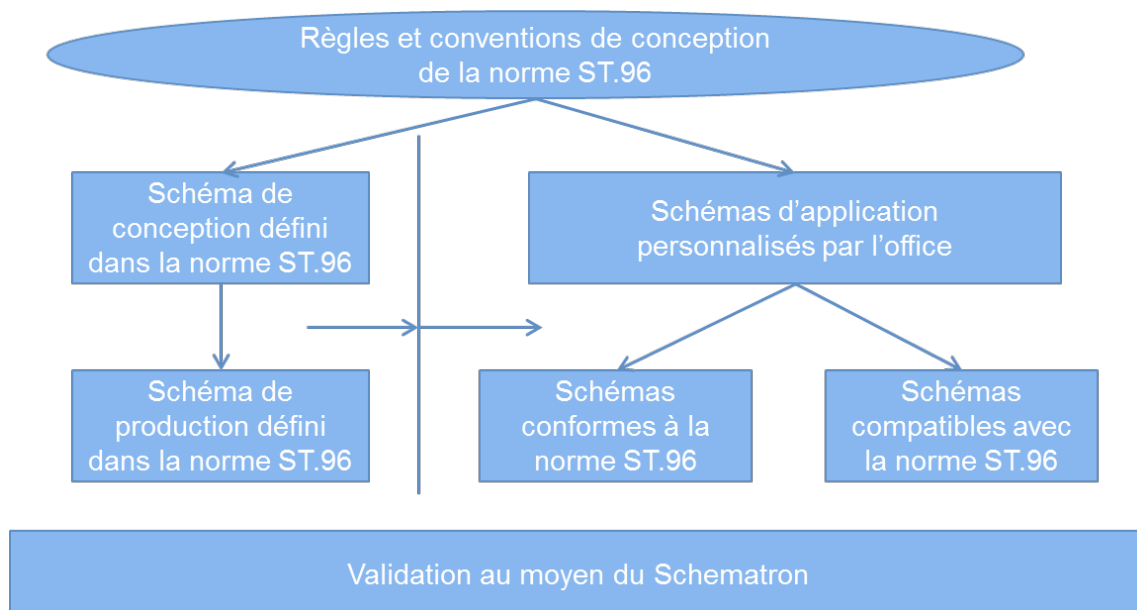 Règles et conventions de conception
de la norme ST.96
Schéma de
conception défini
dans la norme ST.96
Schémas d’application
personnalisés par l’office
Schéma de
production défini
dans la norme ST.96
Schémas
conformes à la
norme ST.96
Schémas
compatibles avec
la norme ST.96
Validation au moyen du Schematron